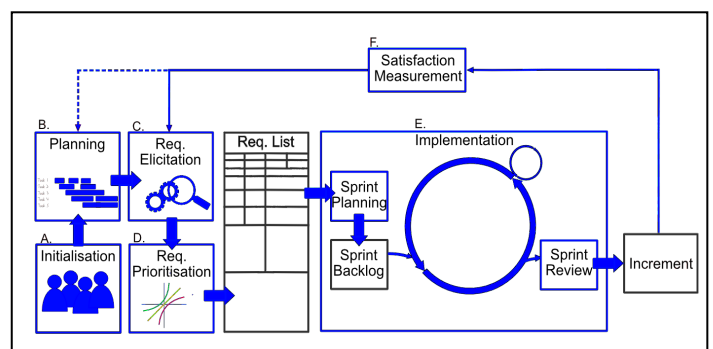 F.
Satisfaction
Measurement
B.
Planning
C.
Req.
Elicitation
Req. List
E.
Implementation
Sprint
Planning
A.
Initialisation
D.
Req.
Prioritisation
Sprint
Backlog
Sprint
Review
Increment